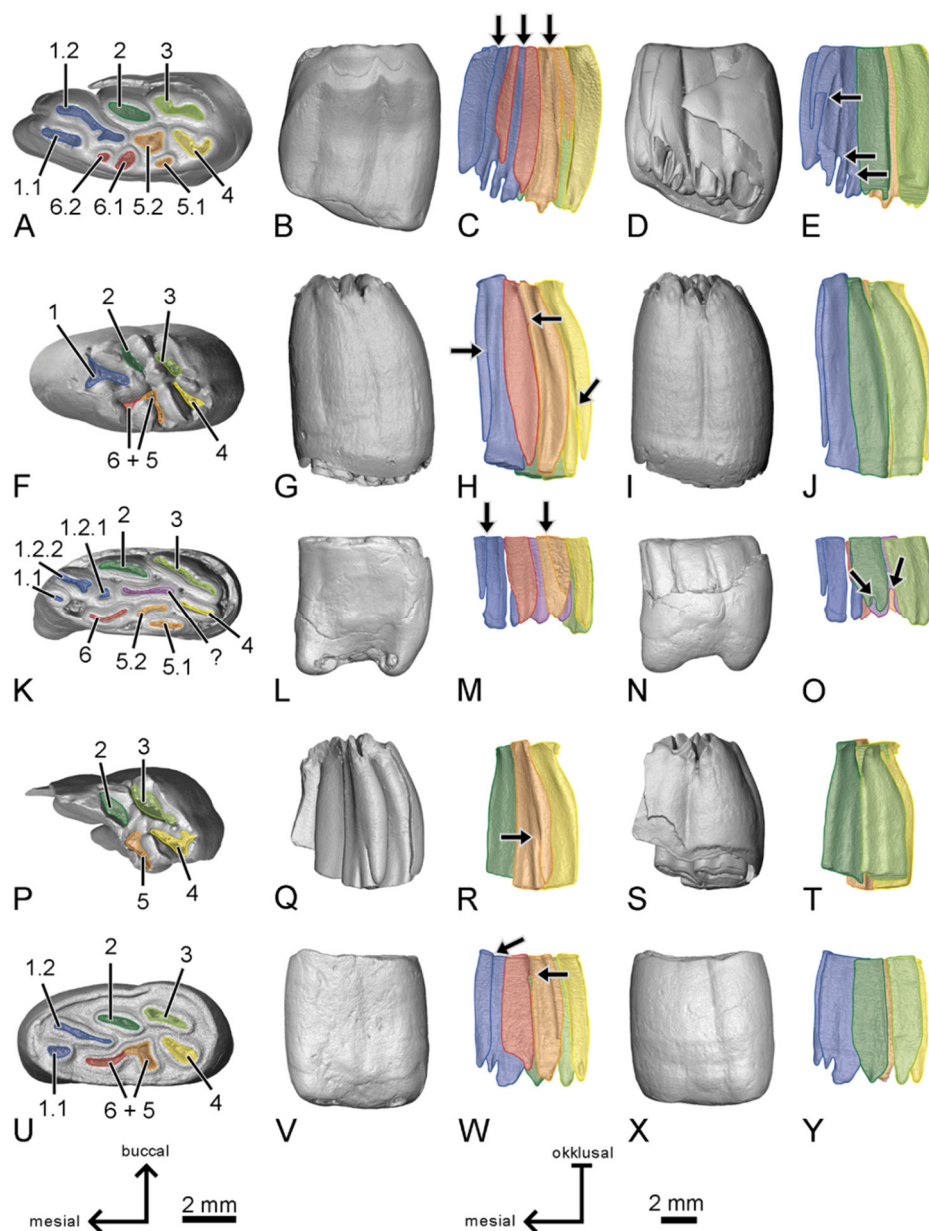 1.2 2 3
1.1 6.2 6.1 5.2 5.1 4
A B C D E
1 2 3
6 + 5 4
F G H I J
1.2.2 1.2.1 2 3
1.1
6 5.2 5.1 ? 4
K L M N O
2 3
5 4
P Q R S T
1.2 2 3
1.1 6 + 5 4
U V W X Y
buccal okklusal
mesial 2 mm mesial 2 mm